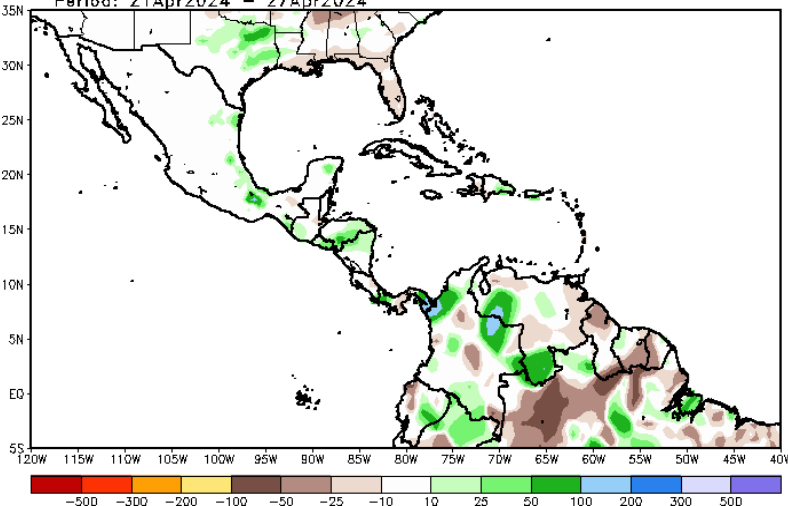 Period: 21Apr2024 – 27Apr2024
35N
30N
25N
20N
15N
10N
5N
EQ
5S
120W 115W 110W 105W 100W 95W 90W 85W 80W 75W 70W 65W 60W 55W 50W 45W 40W
−500 −300 −200 −100 −50 −25 −10 10 25 50 100 200 300 500